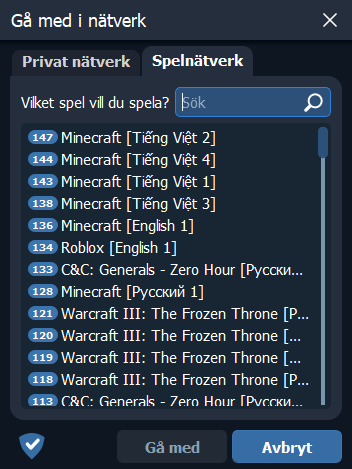 Gå med i nätverk
Privat nätverk
Spelnätverk
Vilket spel vill du spela?
Sök
147 Minecraft [Tiếng Việt 2]
144 Minecraft [Tiếng Việt 4]
143 Minecraft [Tiếng Việt 1]
138 Minecraft [Tiếng Việt 3]
136 Minecraft [English 1]
134 Roblox [English 1]
133 C&C: Generals - Zero Hour [Русски...
128 Minecraft [Русский 1]
121 Warcraft III: The Frozen Throne [Р...
120 Warcraft III: The Frozen Throne [Р...
119 Warcraft III: The Frozen Throne [Р...
118 Warcraft III: The Frozen Throne [Р...
113 C&C: Generals - Zero Hour [Русски...
Gå med
Avbryt